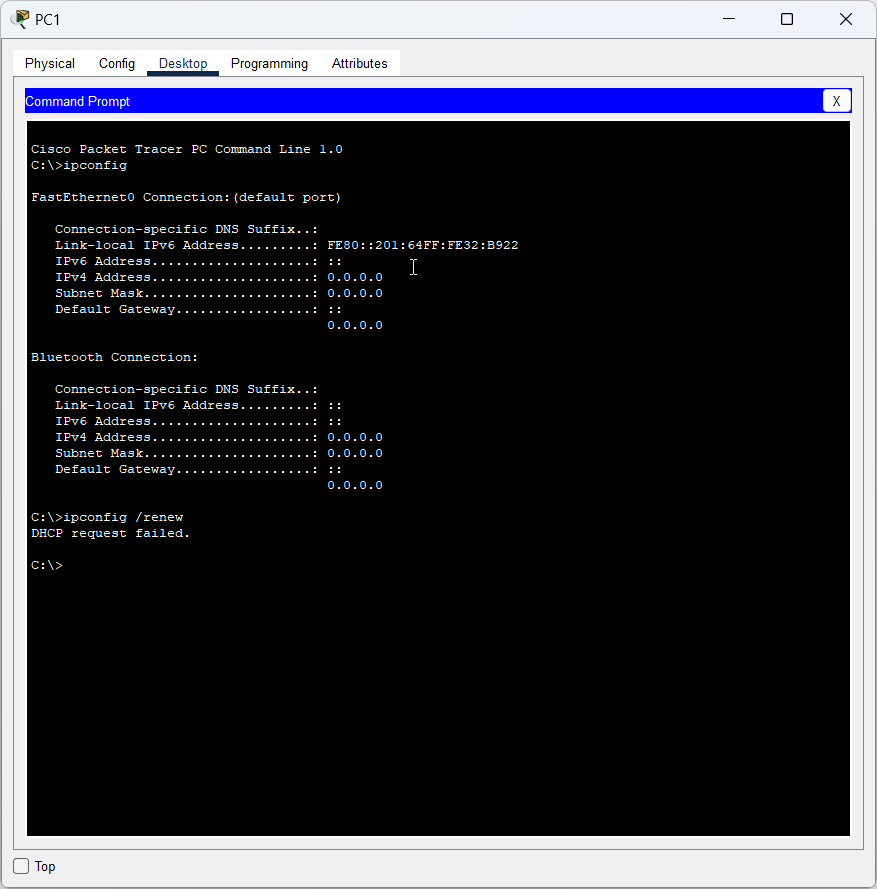 PC1
Physical Config Desktop Programming Attributes
Command Prompt X
Cisco Packet Tracer PC Command Line 1.0
C:\>ipconfig
FastEthernet0 Connection:(default port)
Connection-specific DNS Suffix..:
Link-local IPv6 Address.........: FE80::201:64FF:FE32:B922
IPv6 Address....................: ::
IPv4 Address....................: 0.0.0.0
Subnet Mask.....................: 0.0.0.0
Default Gateway.................: ::
0.0.0.0
Bluetooth Connection:
Connection-specific DNS Suffix..:
Link-local IPv6 Address.........: ::
IPv6 Address....................: ::
IPv4 Address....................: 0.0.0.0
Subnet Mask.....................: 0.0.0.0
Default Gateway.................: ::
0.0.0.0
C:\>ipconfig /renew
DHCP request failed.
C:\>
Top